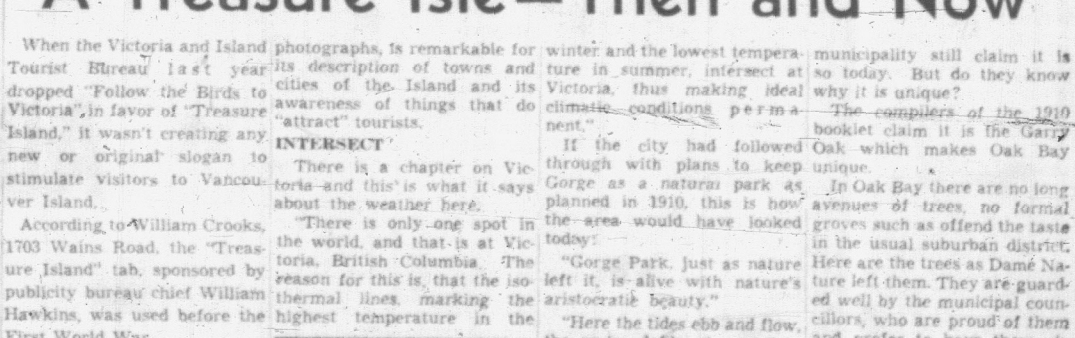 A Treasure Isle — Then and Now
When the Victoria and Island
Tourist Bureau last year
dropped "Follow the Birds to
Victoria", in favor of "Treasure
Island," it wasn't creating any
new or original slogan to
stimulate visitors to Vancou-
ver Island.
According to William Crooks,
1703 Wains Road, the "Treas-
ure Island" tab, sponsored by
publicity bureau chief William
Hawkins, was used before the
First World War
photographs, is remarkable for
its description of towns and
cities of the Island and its
awareness of things that do
"attract" tourists.
INTERSECT
There is a chapter on Vic-
toria and this is what it says
about the weather here.
"There is only one spot in
the world, and that is at Vic-
toria, British Columbia. The
reason for this is, that the iso-
thermal lines, marking the
highest temperature in the
winter and the lowest tempera-
ture in summer, intersect at
Victoria, thus making ideal
climatic conditions perma-
nent."
If the city had followed
through with plans to keep
Gorge as a natural park as
planned in 1910, this is how
the area would have looked
today:
"Gorge Park, just as nature
left it, is alive with nature's
aristocratic beauty."
"Here the tides ebb and flow,
municipality still claim it is
so today. But do they know
why it is unique?
The compilers of the 1910
booklet claim it is the Garry
Oak which makes Oak Bay
unique.
In Oak Bay there are no long
avenues of trees, no formal
groves such as offend the taste
in the usual suburban district.
Here are the trees as Dame Na-
ture left them. They are guard-
ed well by the municipal coun-
cillors, who are proud of them